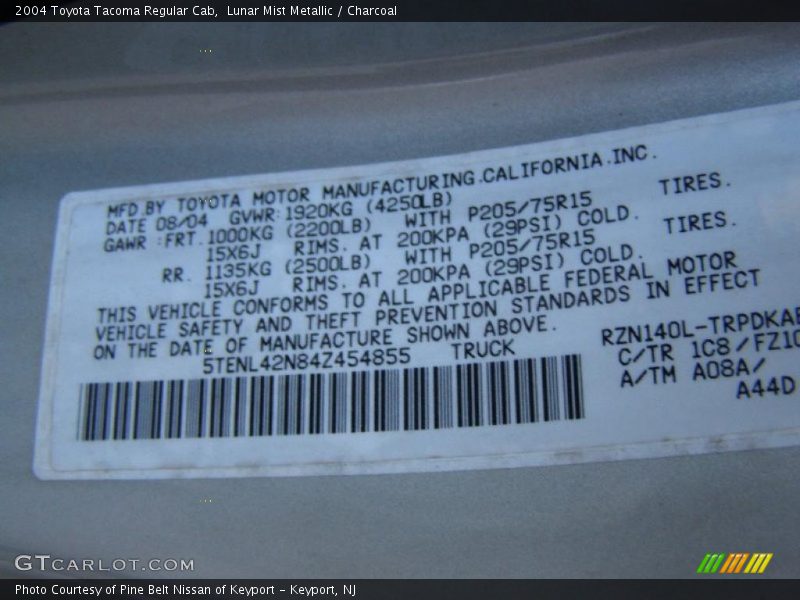 2004 Toyota Tacoma Regular Cab,  Lunar Mist Metallic / Charcoal
MFD.BY TOYOTA MOTOR MANUFACTURING.CALIFORNIA.INC.
DATE 08/04 GVWR:1920KG (4250LB)
GAWR :FRT.1000KG (2200LB) WITH P205/75R15 TIRES.
15X6J RIMS. AT 200KPA (29PSI) COLD.
RR. 1135KG (2500LB) WITH P205/75R15 TIRES.
15X6J RIMS. AT 200KPA (29PSI) COLD.
THIS VEHICLE CONFORMS TO ALL APPLICABLE FEDERAL MOTOR
VEHICLE SAFETY AND THEFT PREVENTION STANDARDS IN EFFECT
ON THE DATE OF MANUFACTURE SHOWN ABOVE.
5TENL42N84Z454855 TRUCK
RZN140L-TRPDKAB
C/TR 1C8/FZ10
A/TM A08A/
A44D
GTCARLOT.COM
Photo Courtesy of Pine Belt Nissan of Keyport – Keyport, NJ